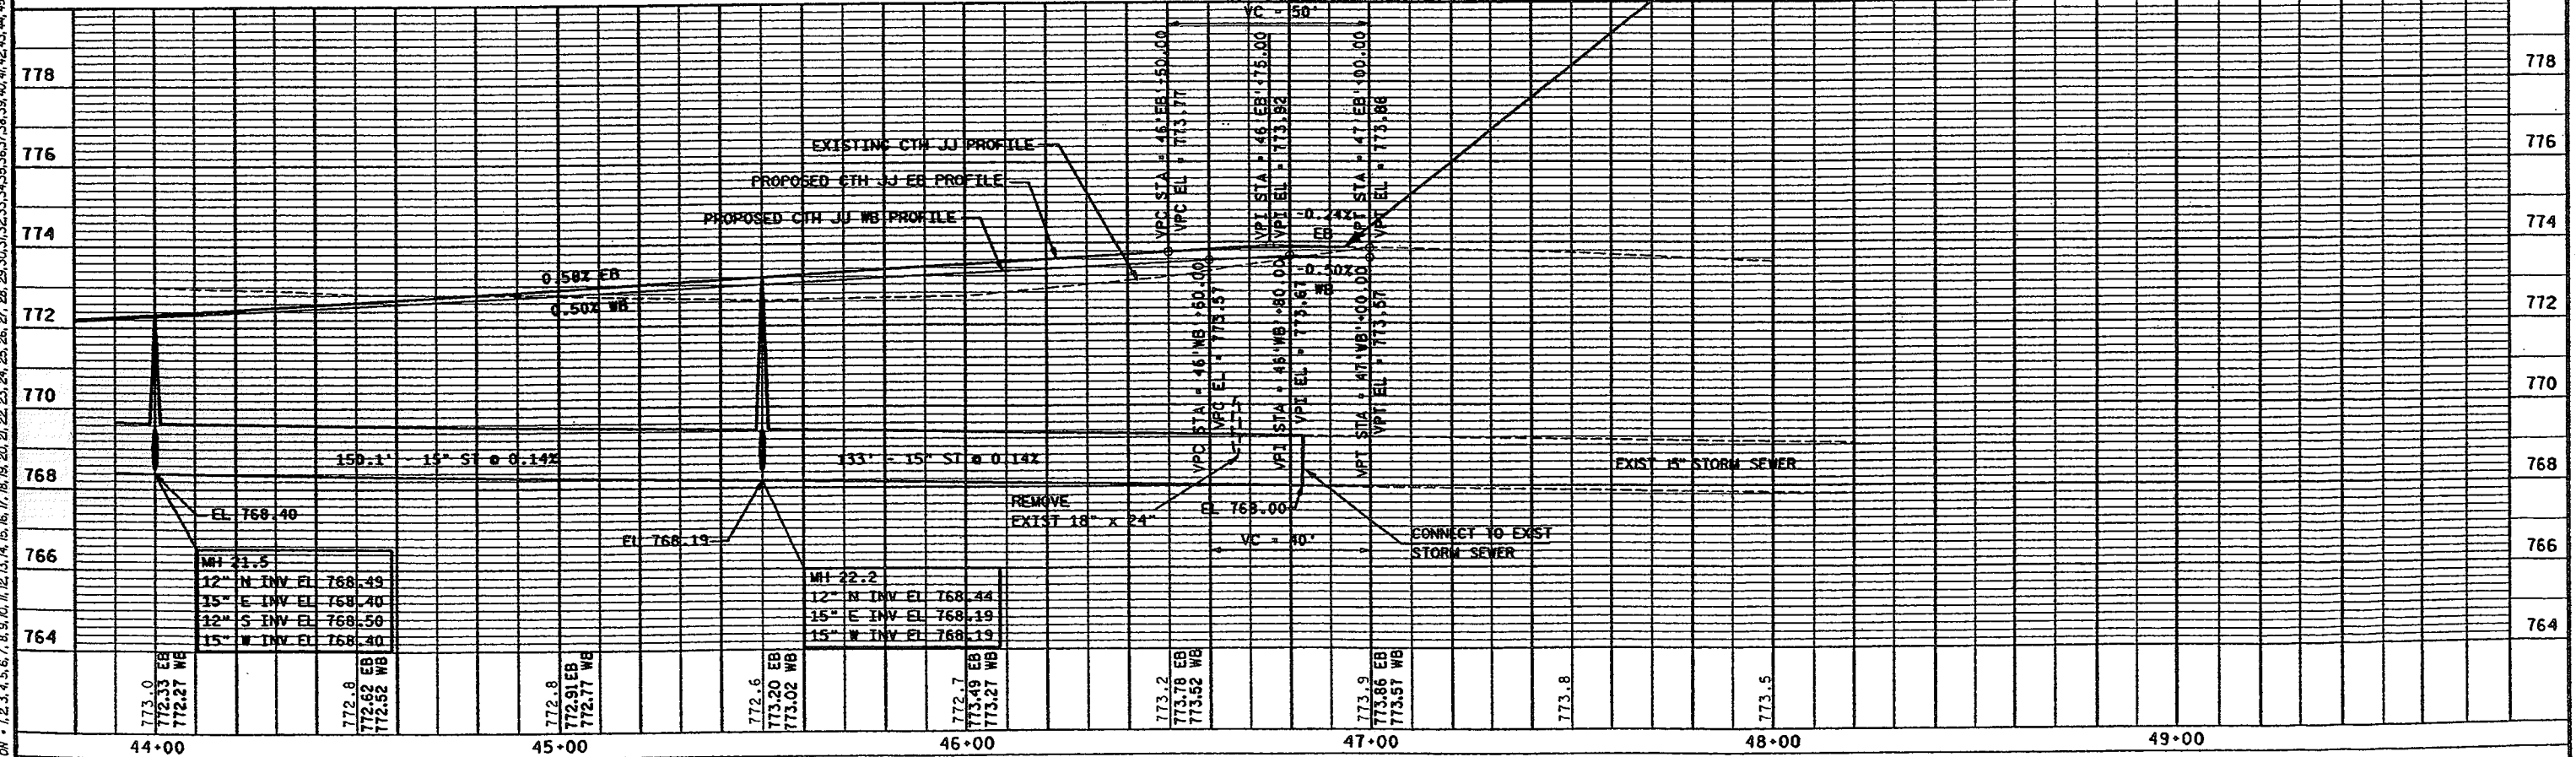 VC = 50'
778
778
776
776
774
774
772
772
770
770
768
768
766
766
764
764
VPC STA = 46'EB'+50.00
VPC EL = 773.77
VPI STA = 46'EB'+75.00
VPI EL = 773.92
VPT STA = 47'EB'+00.00
VPT EL = 773.86
EXISTING CTH JJ PROFILE
PROPOSED CTH JJ EB PROFILE
PROPOSED CTH JJ WB PROFILE
-0.24%
EB
0.58% EB
0.50% WB
-0.50%
WB
VPC STA = 46'WB'+60.00
VPC EL = 773.57
VPI STA = 46'WB'+80.00
VPI EL = 773.67
VPT STA = 47'WB'+00.00
VPT EL = 773.57
150.1' - 15" ST @ 0.14%
133' - 15" ST @ 0.14%
EXIST 15" STORM SEWER
EL 768.40
REMOVE
EXIST 18" x 24"
EL 768.00
EL 768.19
VC = 40'
CONNECT TO EXIST
STORM SEWER
MH 21.5
12" N INV EL 768.49
15" E INV EL 768.40
12" S INV EL 768.50
15" W INV EL 768.40
MH 22.2
12" N INV EL 768.44
15" E INV EL 768.19
15" W INV EL 768.19
773.0
772.33 EB
772.27 WB
772.8
772.62 EB
772.52 WB
772.8
772.91 EB
772.77 WB
772.6
773.20 EB
773.02 WB
772.7
773.49 EB
773.27 WB
773.2
773.78 EB
773.52 WB
773.9
773.86 EB
773.57 WB
773.8
773.5
44+00
45+00
46+00
47+00
48+00
49+00